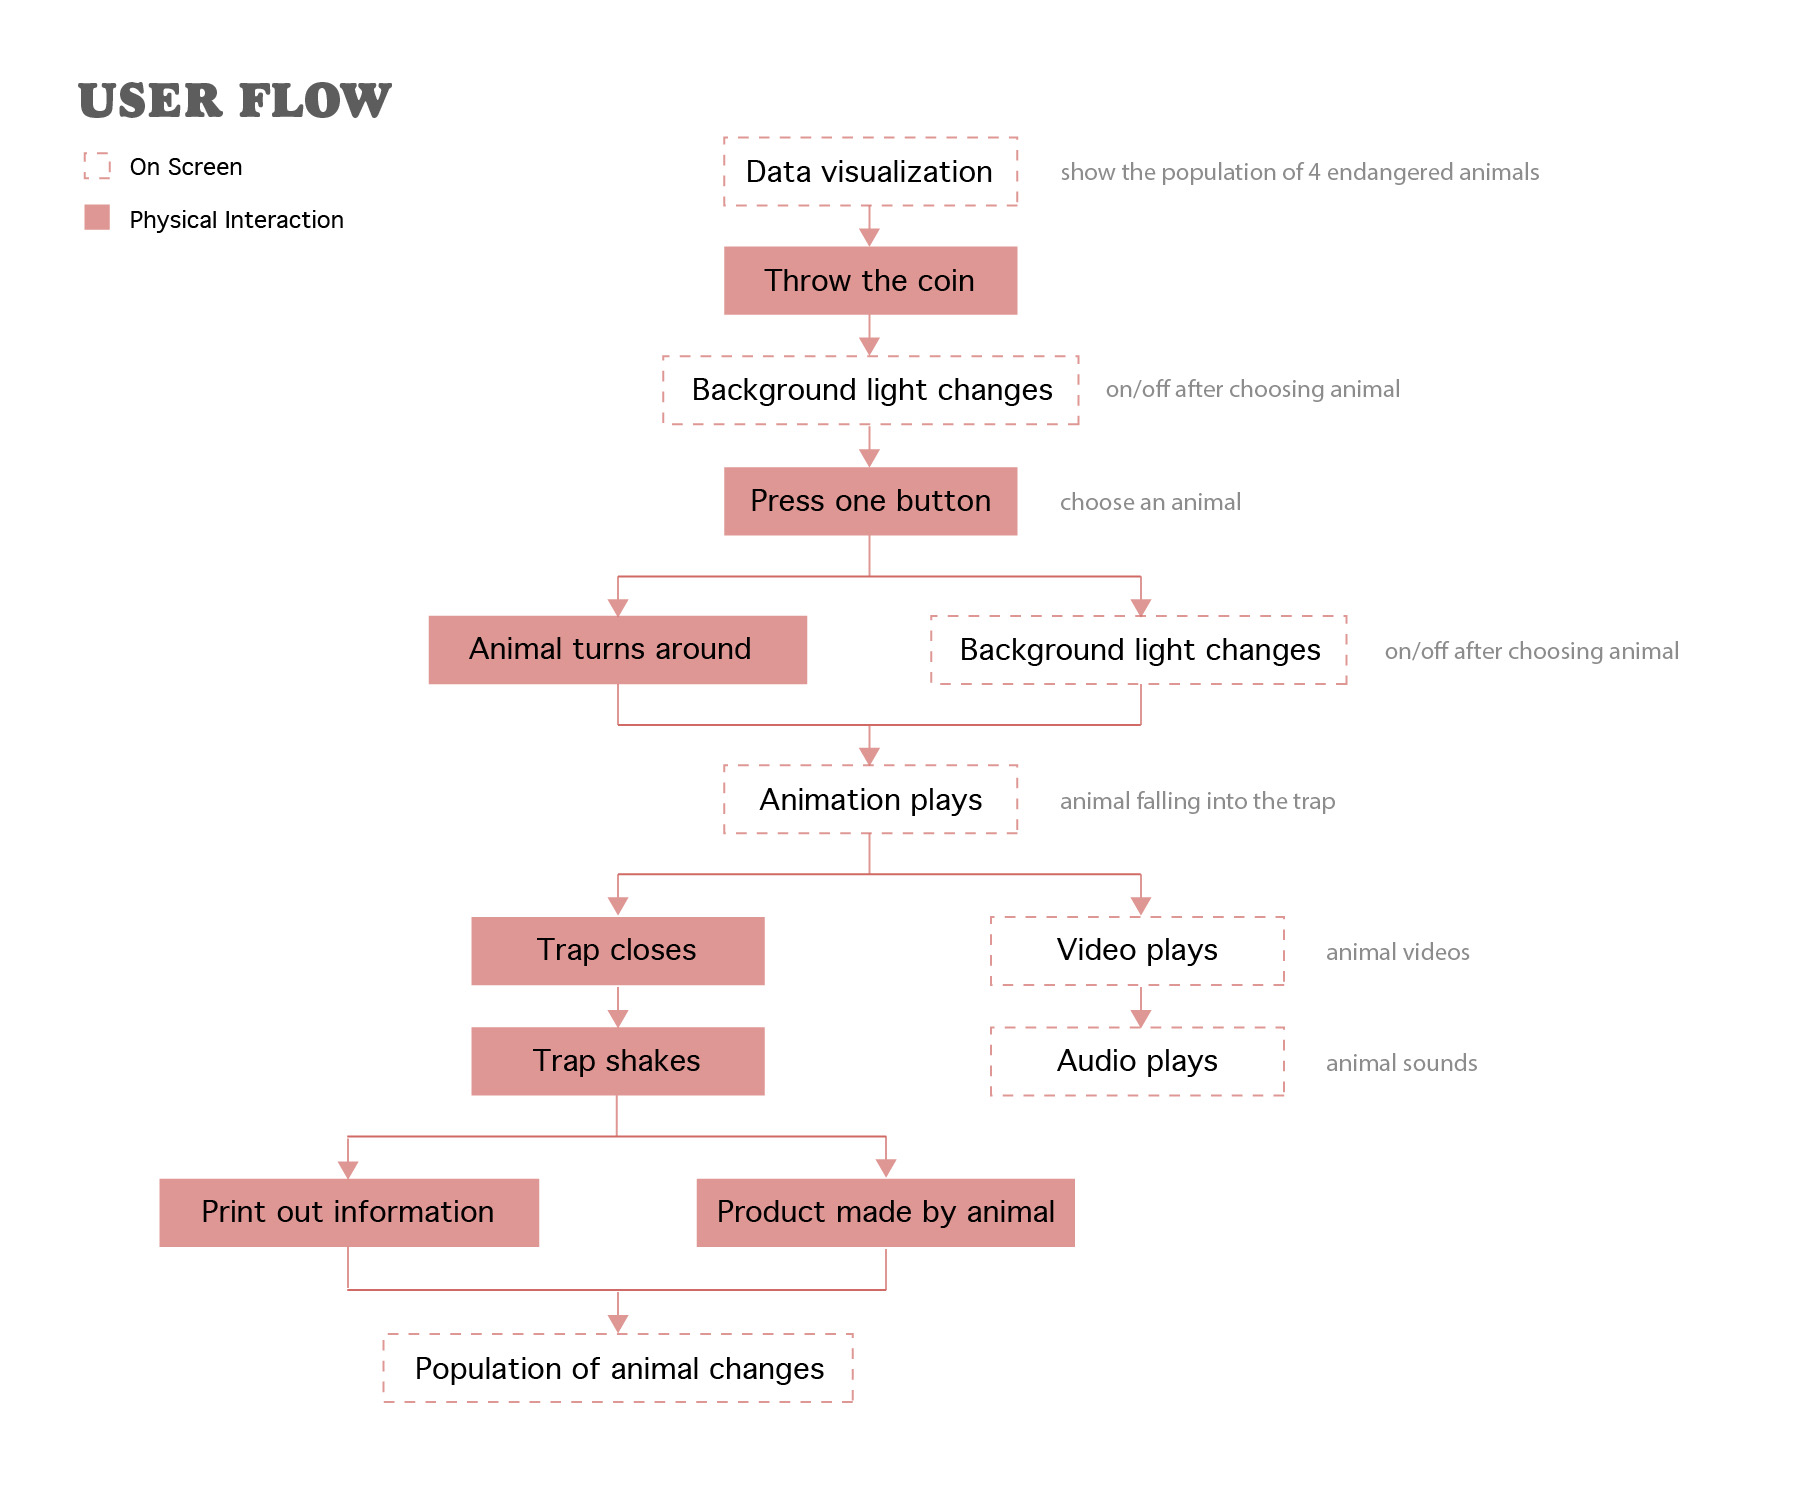 USER FLOW
On Screen
Physical Interaction
Data visualization
show the population of 4 endangered animals
Throw the coin
Background light changes
on/off after choosing animal
Press one button
choose an animal
Animal turns around
Background light changes
on/off after choosing animal
Animation plays
animal falling into the trap
Trap closes
Video plays
animal videos
Trap shakes
Audio plays
animal sounds
Print out information
Product made by animal
Population of animal changes